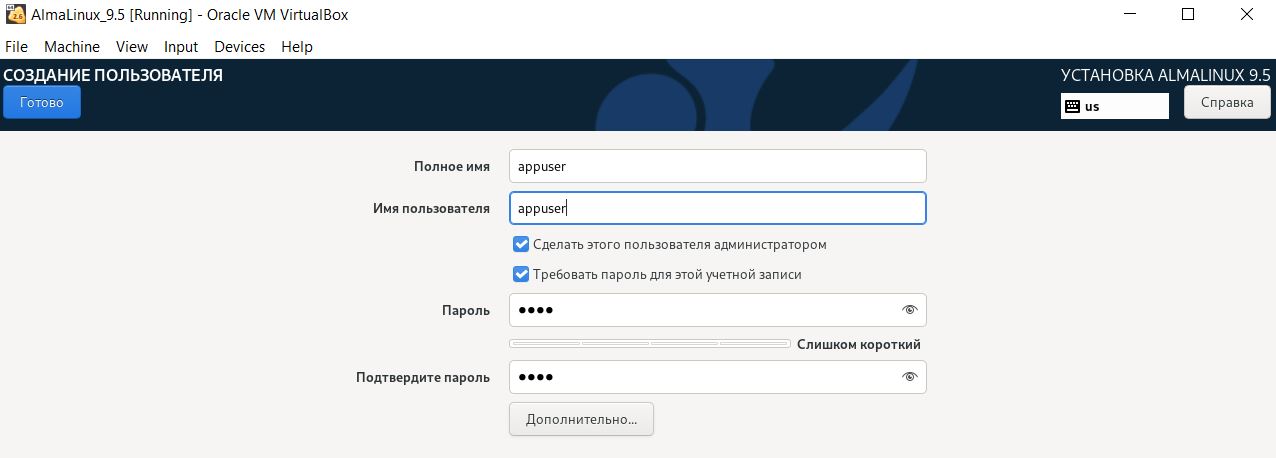 AlmaLinux_9.5 [Running] - Oracle VM VirtualBox
File Machine View Input Devices Help
СОЗДАНИЕ ПОЛЬЗОВАТЕЛЯ
УСТАНОВКА ALMALINUX 9.5
Готово
us
Справка
Полное имя appuser
Имя пользователя appuser
Сделать этого пользователя администратором
Требовать пароль для этой учетной записи
Пароль ●●●●
Слишком короткий
Подтвердите пароль ●●●●
Дополнительно...